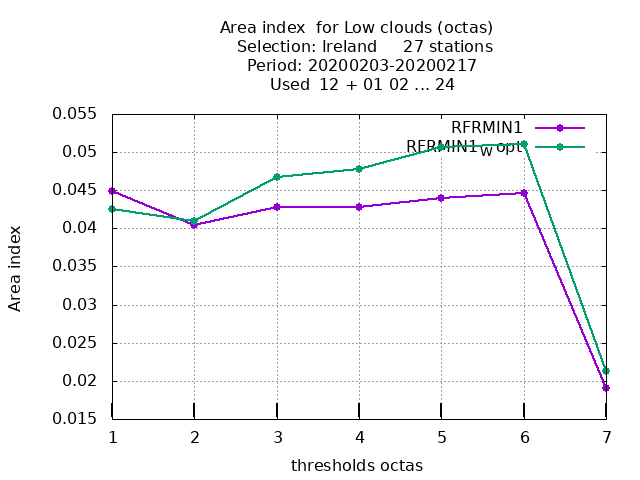 Area index  for Low clouds (octas)
Selection: Ireland     27 stations
Period: 20200203-20200217
Used  12 + 01 02 ... 24
RFRMIN1
RFRMIN1_W opt
0.055
0.05
0.045
0.04
0.035
0.03
0.025
0.02
0.015
Area index
1 2 3 4 5 6 7
thresholds octas